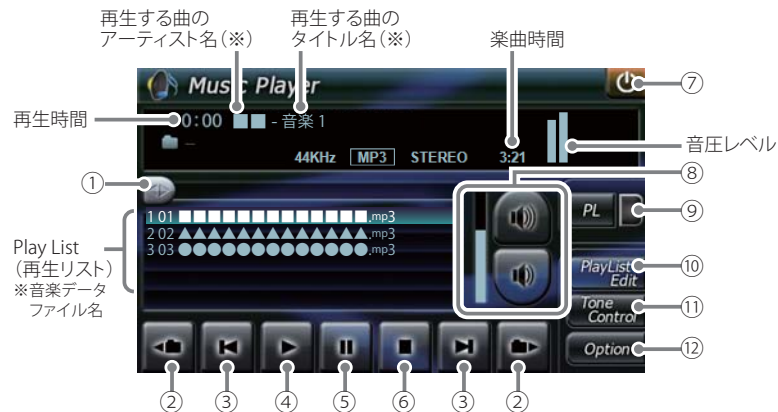 再生する曲の
アーティスト名(※)
再生する曲の
タイトル名(※)
楽曲時間
Music Player
⑦
再生時間
0:00 ■■ - 音楽 1
音圧レベル
–
44KHz MP3 STEREO 3:21
①
⑧
PL
⑨
1 01 ■■■■■■■■■■■■■.mp3
2 02 ▲▲▲▲▲▲▲▲▲▲▲▲▲.mp3
3 03 ●●●●●●●●●●●●●.mp3
Play List
(再生リスト)
※音楽データ
ファイル名
PlayList
Edit
⑩
Tone
Control
⑪
Option
⑫
②
③
④
⑤
⑥
③
②